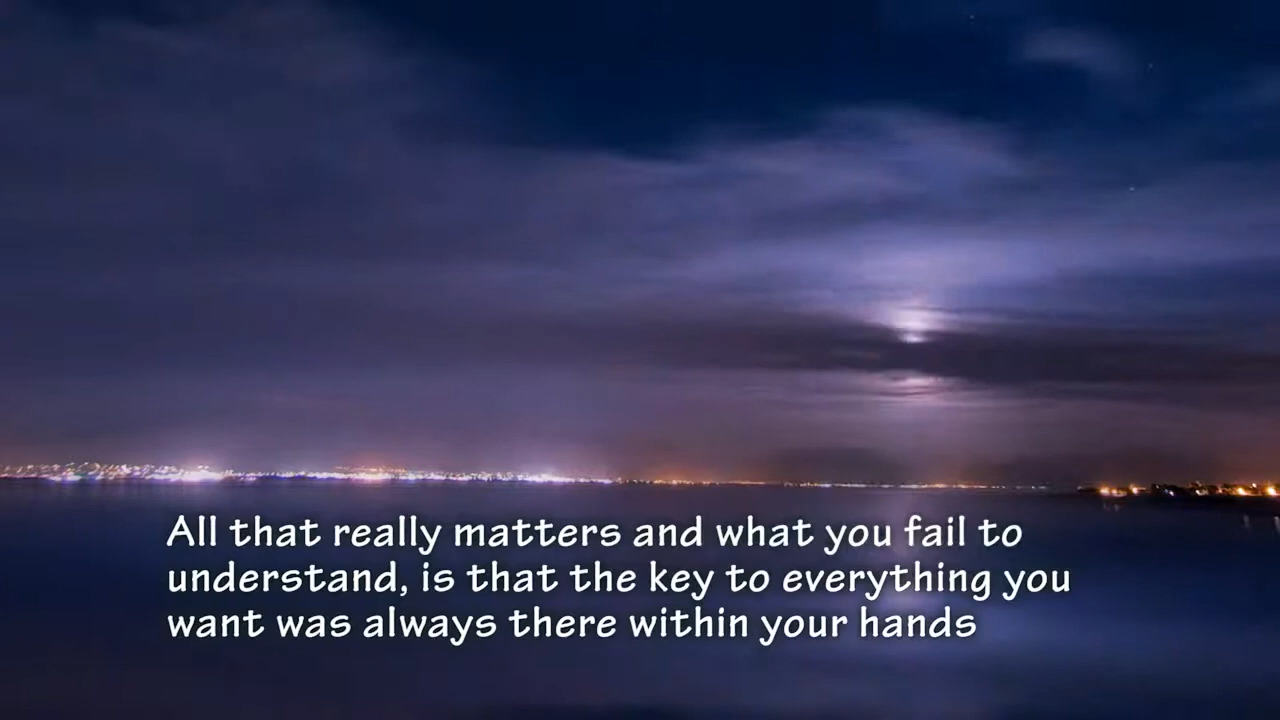 All that really matters and what you fail to
understand, is that the key to everything you
want was always there within your hands